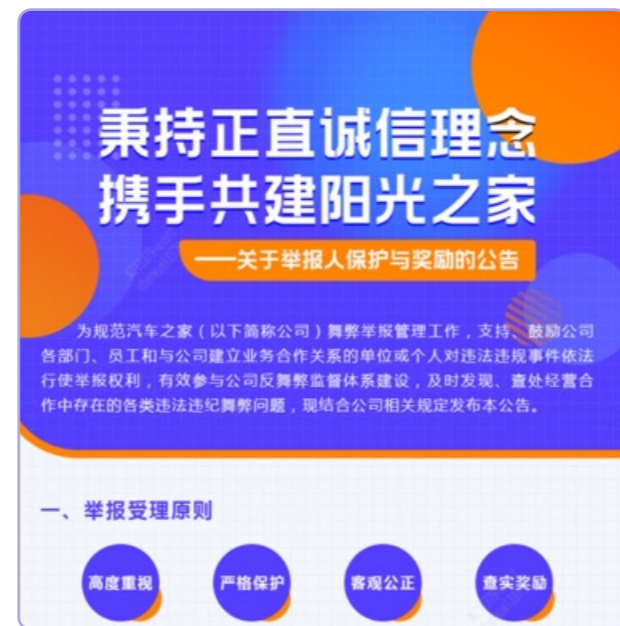 秉持正直诚信理念
携手共建阳光之家
——关于举报人保护与奖励的公告
为规范汽车之家（以下简称公司）舞弊举报管理工作，支持、鼓励公司
各部门、员工和与公司建立业务合作关系的单位或个人对违法违规事件依法
行使举报权利，有效参与公司反舞弊监督体系建设，及时发现、查处经营合
作中存在的各类违法违纪舞弊问题，现结合公司相关规定发布本公告。
一、举报受理原则
高度重视 严格保护 客观公正 查实奖励